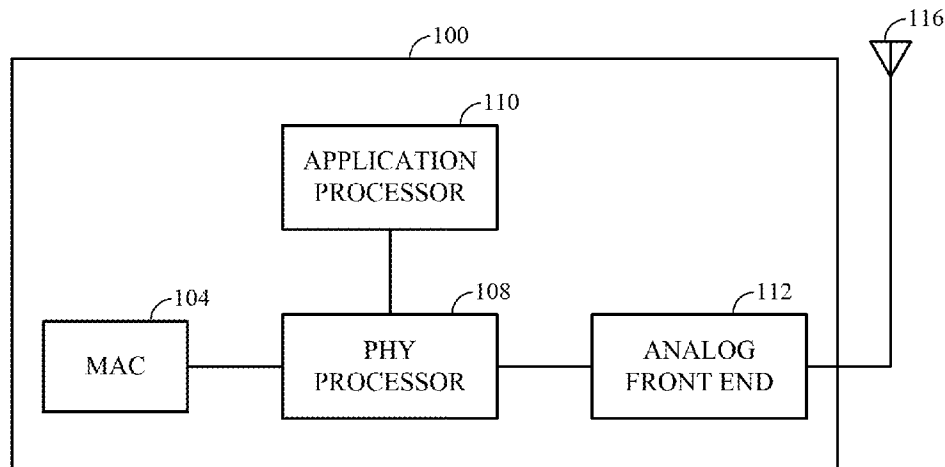 100
116
110
APPLICATION
PROCESSOR
104
MAC
108
PHY
PROCESSOR
112
ANALOG
FRONT END